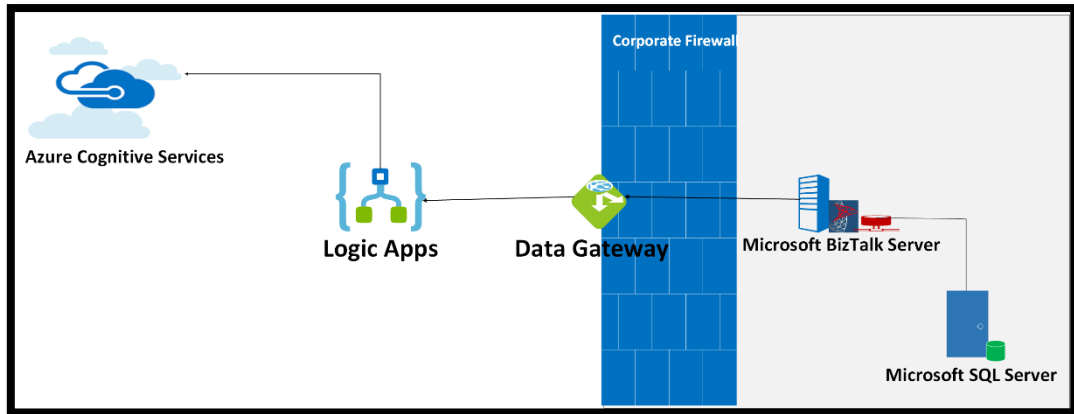 Corporate Firewall
Azure Cognitive Services
Logic Apps
Data Gateway
Microsoft BizTalk Server
Microsoft SQL Server